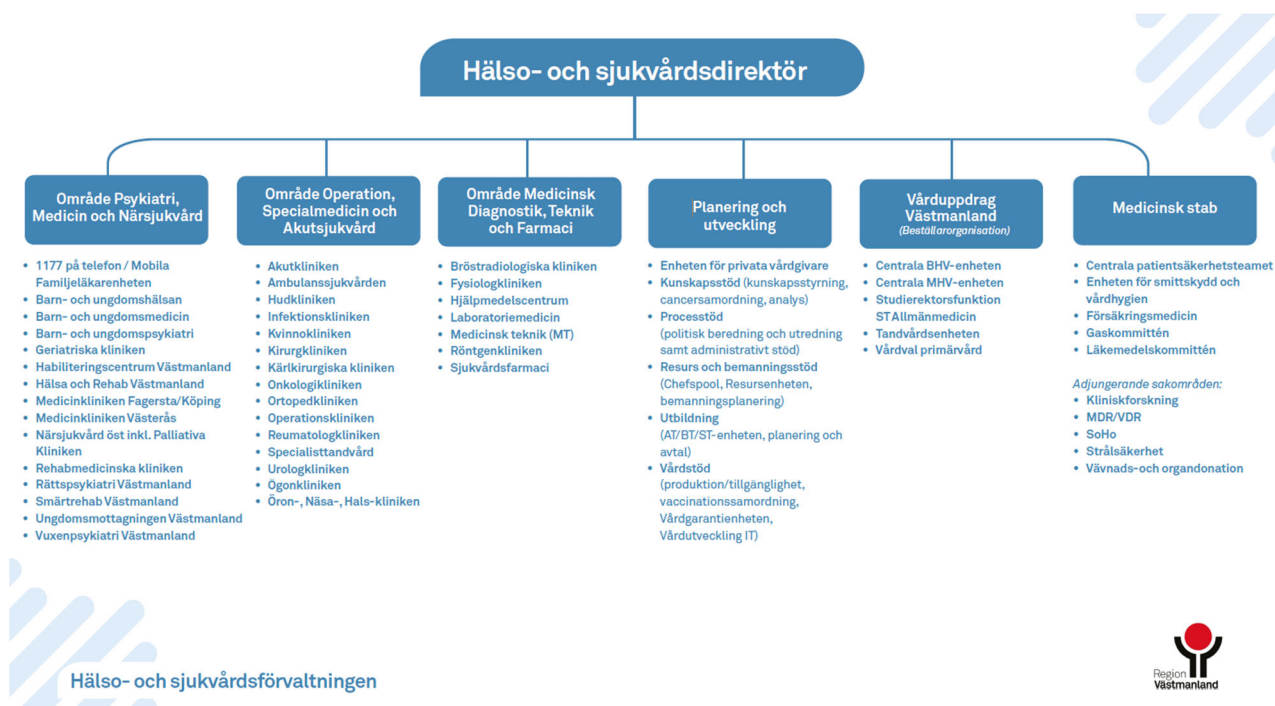 Hälso- och sjukvårdsdirektör
Område Psykiatri,
Medicin och Närsjukvård
• 1177 på telefon / Mobila
Familjeläkarenheten
• Barn- och ungdomshälsan
• Barn- och ungdomsmedicin
• Barn- och ungdomspsykiatri
• Geriatriska kliniken
• Habiliteringscentrum Västmanland
• Hälsa och Rehab Västmanland
• Medicinkliniken Fagersta/Köping
• Medicinkliniken Västerås
• Närsjukvård öst inkl. Palliativa
Kliniken
• Rehabmedicinska kliniken
• Rättspsykiatri Västmanland
• Smärtrehab Västmanland
• Ungdomsmottagningen Västmanland
• Vuxenpsykiatri Västmanland
Område Operation,
Specialmedicin och
Akutsjukvård
• Akutkliniken
• Ambulanssjukvården
• Hudkliniken
• Infektionskliniken
• Kvinnokliniken
• Kirurgkliniken
• Kärlkirurgiska kliniken
• Onkologikliniken
• Ortopedkliniken
• Operationskliniken
• Reumatologkliniken
• Specialisttandvård
• Urologkliniken
• Ögonkliniken
• Öron-, Näsa-, Hals-kliniken
Område Medicinsk
Diagnostik, Teknik
och Farmaci
• Bröstradiologiska kliniken
• Fysiologkliniken
• Hjälpmedelscentrum
• Laboratoriemedicin
• Medicinsk teknik (MT)
• Röntgenkliniken
• Sjukvårdsfarmaci
Planering och
utveckling
• Enheten för privata vårdgivare
• Kunskapsstöd (kunskapsstyrning,
cancersamordning, analys)
• Processtöd
(politisk beredning och utredning
samt administrativt stöd)
• Resurs och bemanningsstöd
(Chefspool, Resursenheten,
bemanningsplanering)
• Utbildning
(AT/BT/ST-enheten, planering och
avtal)
• Vårdstöd
(produktion/tillgänglighet,
vaccinationssamordning,
Vårdgarantienheten,
Vårdutveckling IT)
Vårduppdrag
Västmanland
(Beställarorganisation)
• Centrala BHV-enheten
• Centrala MHV-enheten
• Studierektorsfunktion
ST Allmänmedicin
• Tandvårdsenheten
• Vårdval primärvård
Medicinsk stab
• Centrala patientsäkerhetsteamet
• Enheten för smittskydd och
vårdhygien
• Försäkringsmedicin
• Gaskommittén
• Läkemedelskommittén
Adjungerande sakområden:
• Kliniskforskning
• MDR/VDR
• SoHo
• Strålsäkerhet
• Vävnads-och organdonation
Hälso- och sjukvårdsförvaltningen
Region
Västmanland